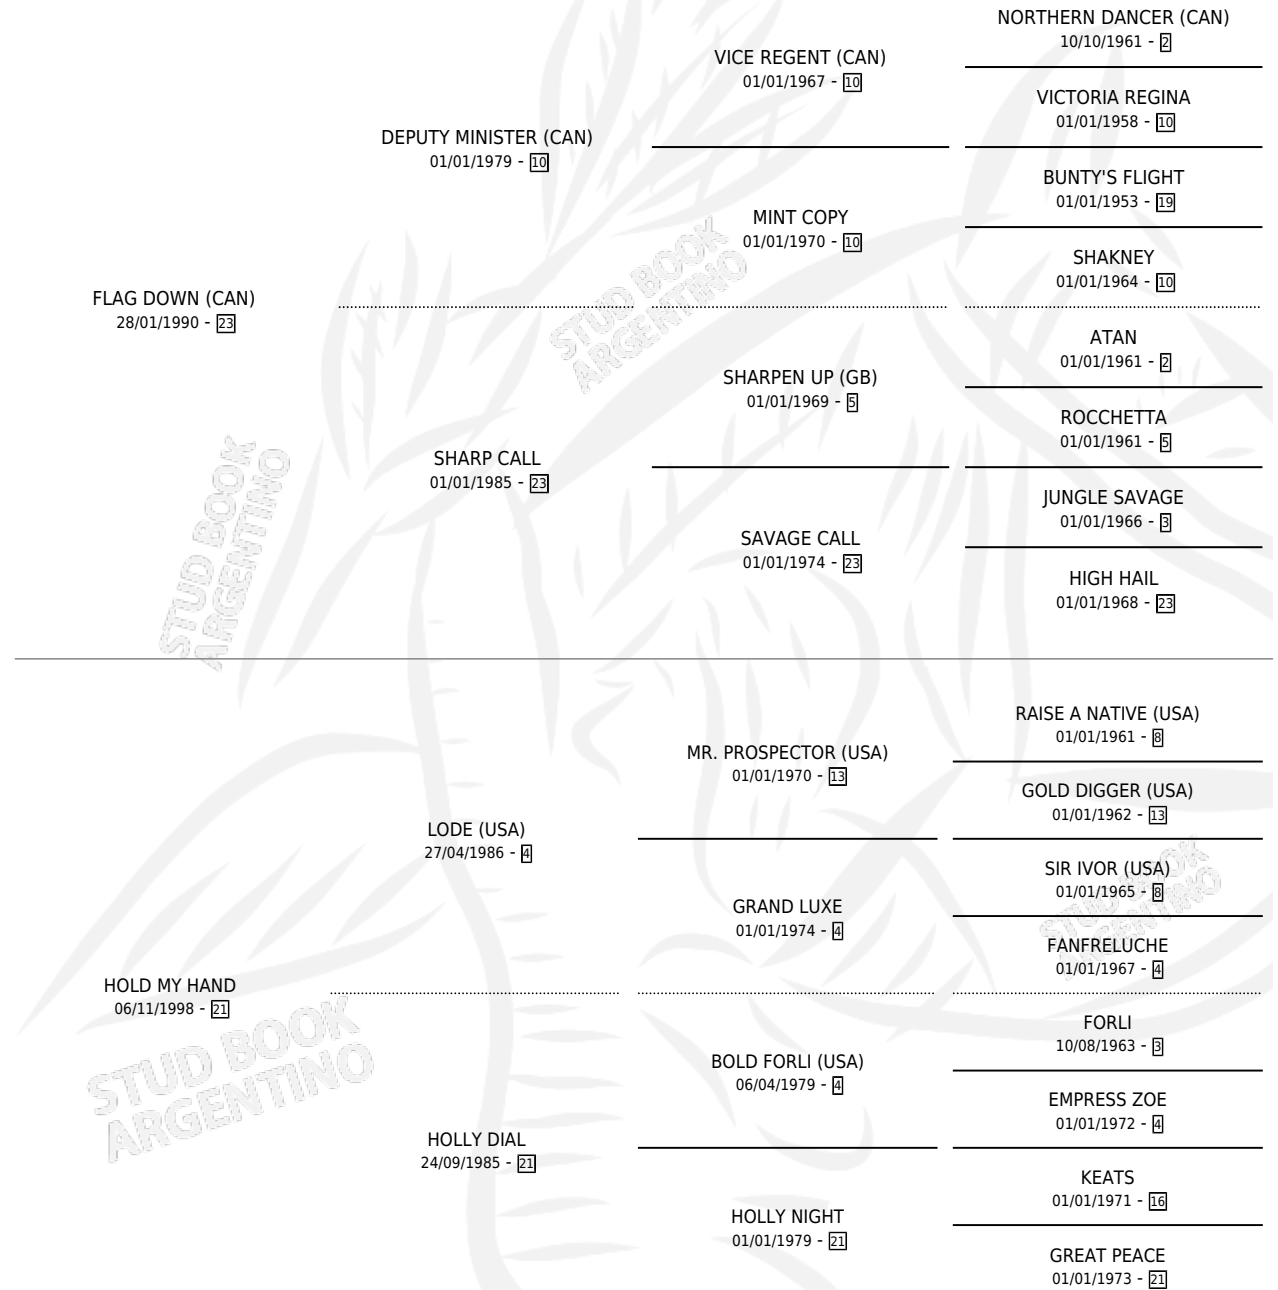 NORTHERN DANCER (CAN)
10/10/1961 - 2
VICE REGENT (CAN)
01/01/1967 - 10
VICTORIA REGINA
01/01/1958 - 10
DEPUTY MINISTER (CAN)
01/01/1979 - 10
BUNTY'S FLIGHT
01/01/1953 - 19
MINT COPY
01/01/1970 - 10
SHAKNEY
01/01/1964 - 10
FLAG DOWN (CAN)
28/01/1990 - 23
ATAN
01/01/1961 - 2
SHARPEN UP (GB)
01/01/1969 - 5
ROCCHETTA
01/01/1961 - 5
SHARP CALL
01/01/1985 - 23
JUNGLE SAVAGE
01/01/1966 - 3
SAVAGE CALL
01/01/1974 - 23
HIGH HAIL
01/01/1968 - 23
STUD BOOK
ARGENTINO
STUD BOOK
ARGENTINO
RAISE A NATIVE (USA)
01/01/1961 - 8
MR. PROSPECTOR (USA)
01/01/1970 - 13
GOLD DIGGER (USA)
01/01/1962 - 13
LODE (USA)
27/04/1986 - 4
SIR IVOR (USA)
01/01/1965 - 8
GRAND LUXE
01/01/1974 - 4
FANFRELUCHE
01/01/1967 - 4
HOLD MY HAND
06/11/1998 - 21
FORLI
10/08/1963 - 3
BOLD FORLI (USA)
06/04/1979 - 4
EMPRESS ZOE
01/01/1972 - 4
HOLLY DIAL
24/09/1985 - 21
KEATS
01/01/1971 - 16
HOLLY NIGHT
01/01/1979 - 21
GREAT PEACE
01/01/1973 - 21
STUD BOOK
ARGENTINO
STUD BOOK
ARGENTINO